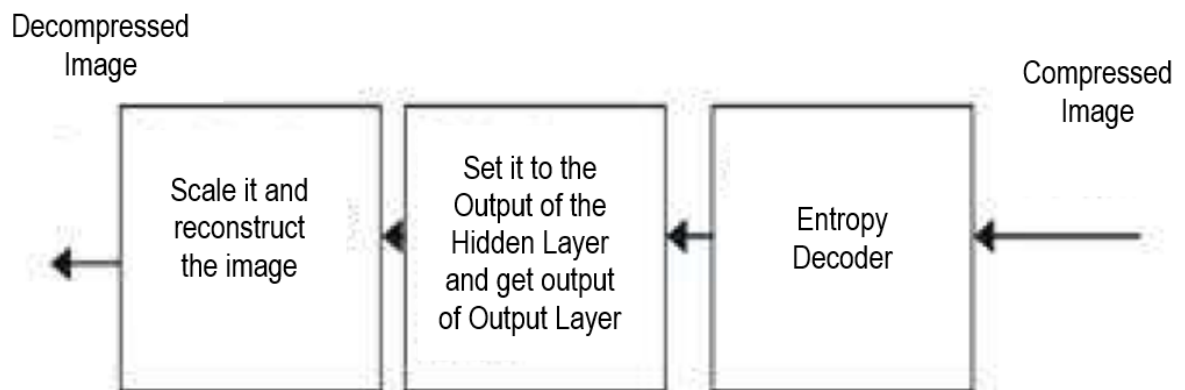 Decompressed
Image
Compressed
Image
Scale it and
reconstruct
the image
Set it to the
Output of the
Hidden Layer
and get output
of Output Layer
Entropy
Decoder